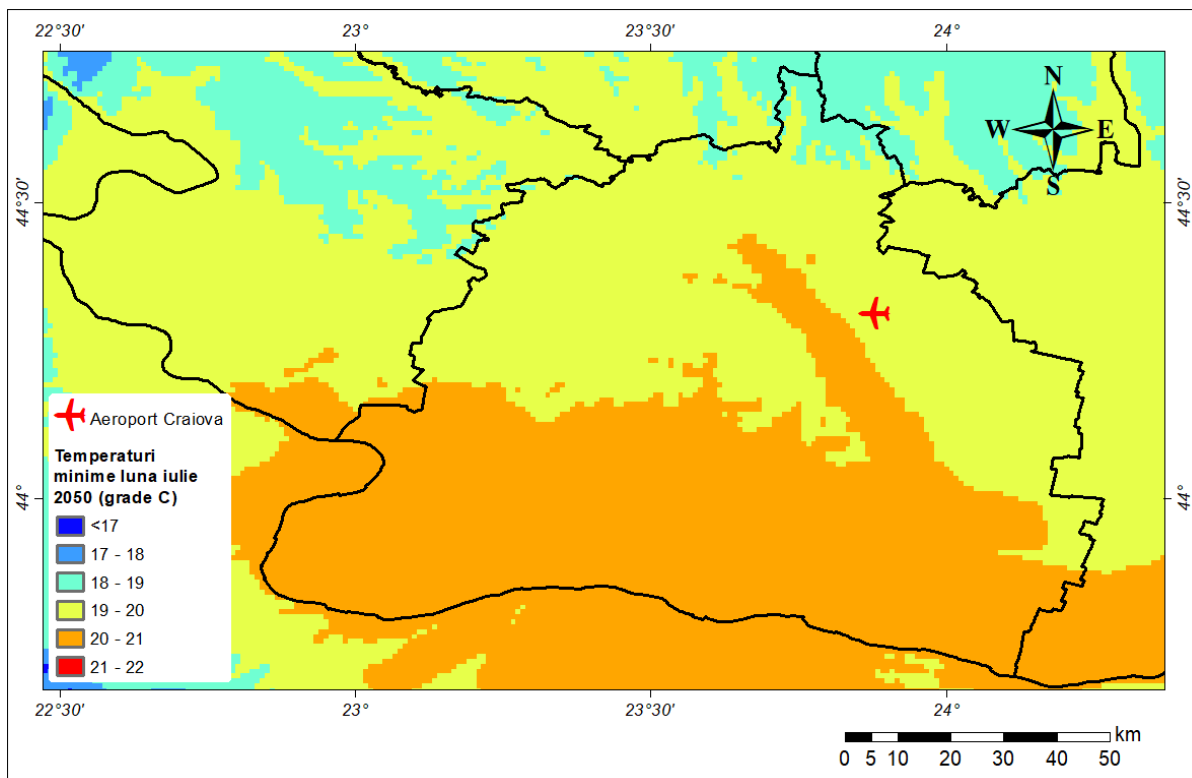 22°30' 23° 23°30' 24°
N
W E
S
44°30' 44°30'
Aeroport Craiova
Temperaturi
minime luna iulie
2050 (grade C)
<17
17 - 18
18 - 19
19 - 20
20 - 21
21 - 22
44° 44°
22°30' 23° 23°30' 24°
km
0 5 10 20 30 40 50